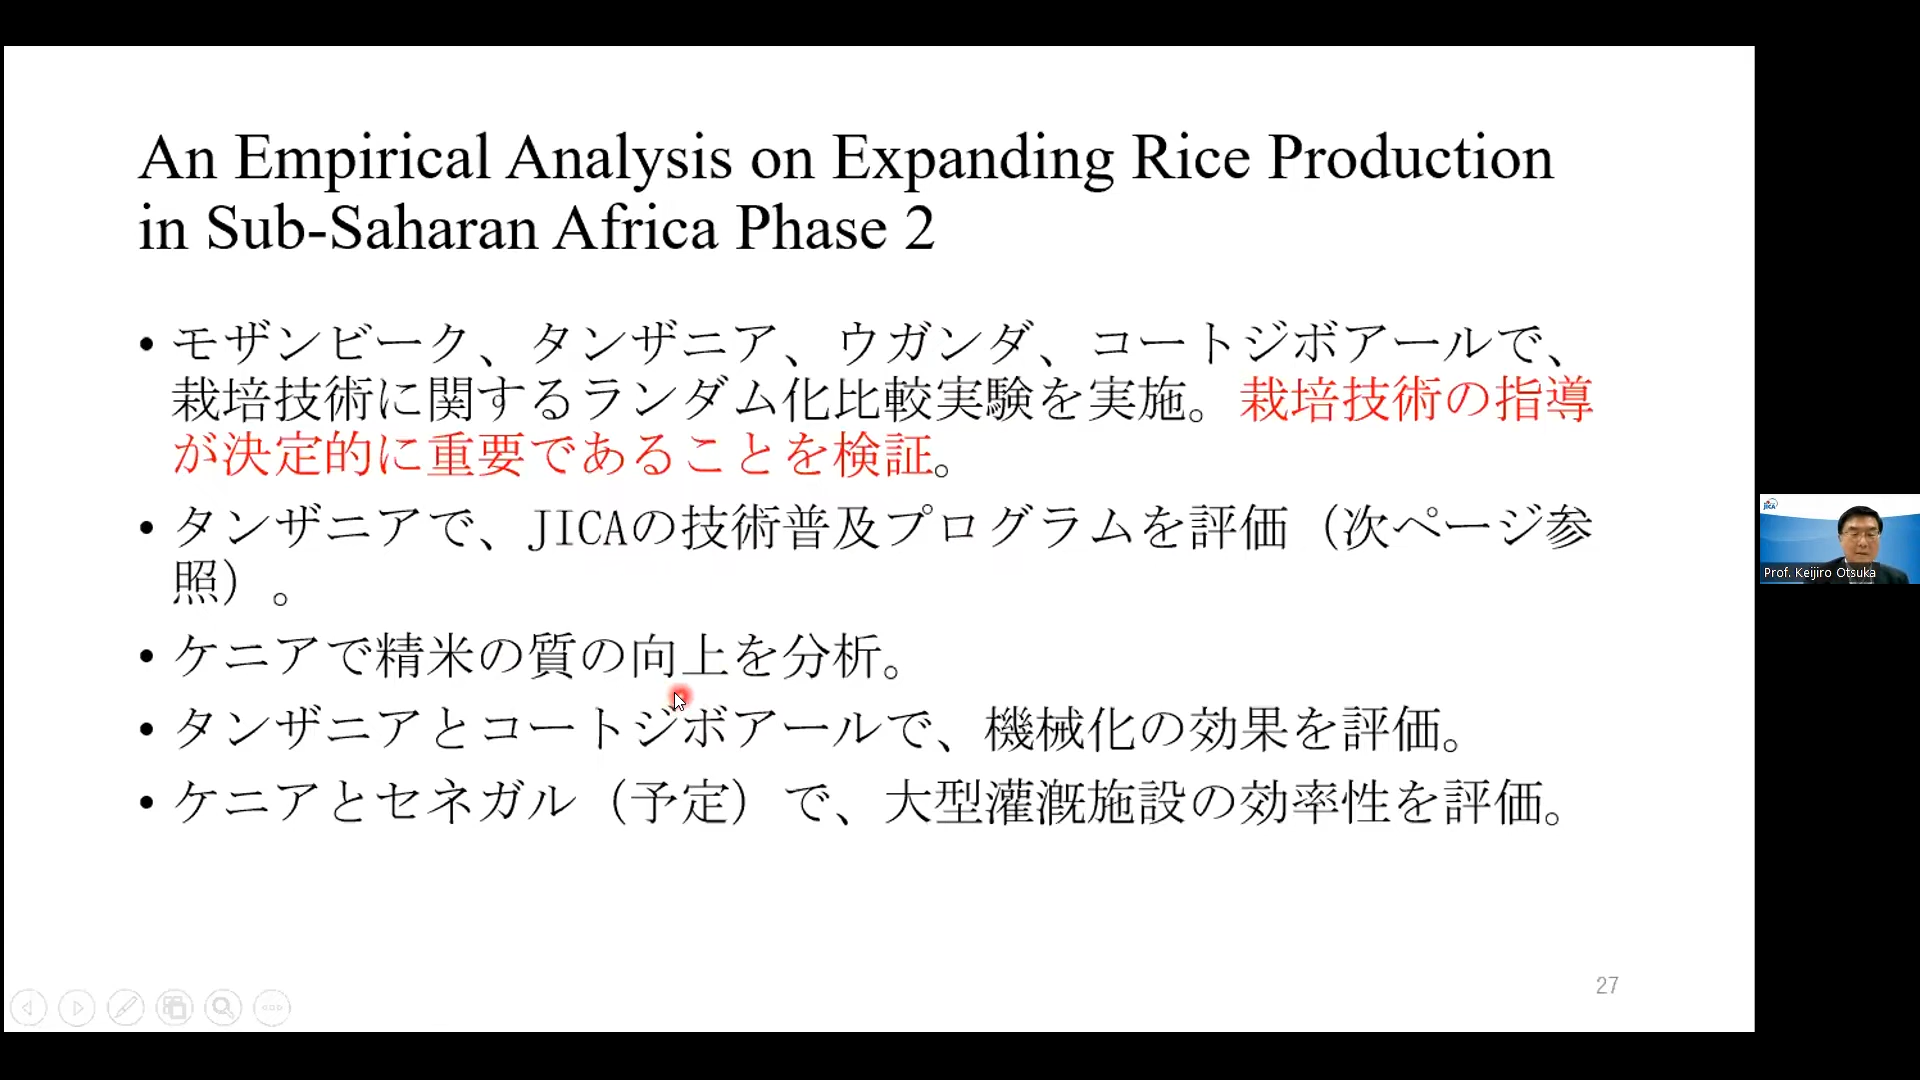 An Empirical Analysis on Expanding Rice Production
in Sub-Saharan Africa Phase 2
• モザンビーク、タンザニア、ウガンダ、コートジボアールで、
栽培技術に関するランダム化比較実験を実施。栽培技術の指導
が決定的に重要であることを検証。
• タンザニアで、JICAの技術普及プログラムを評価（次ページ参
照）。
• ケニアで精米の質の向上を分析。
• タンザニアとコートジボアールで、機械化の効果を評価。
• ケニアとセネガル（予定）で、大型灌漑施設の効率性を評価。
27
JICA
Prof. Keijiro Otsuka